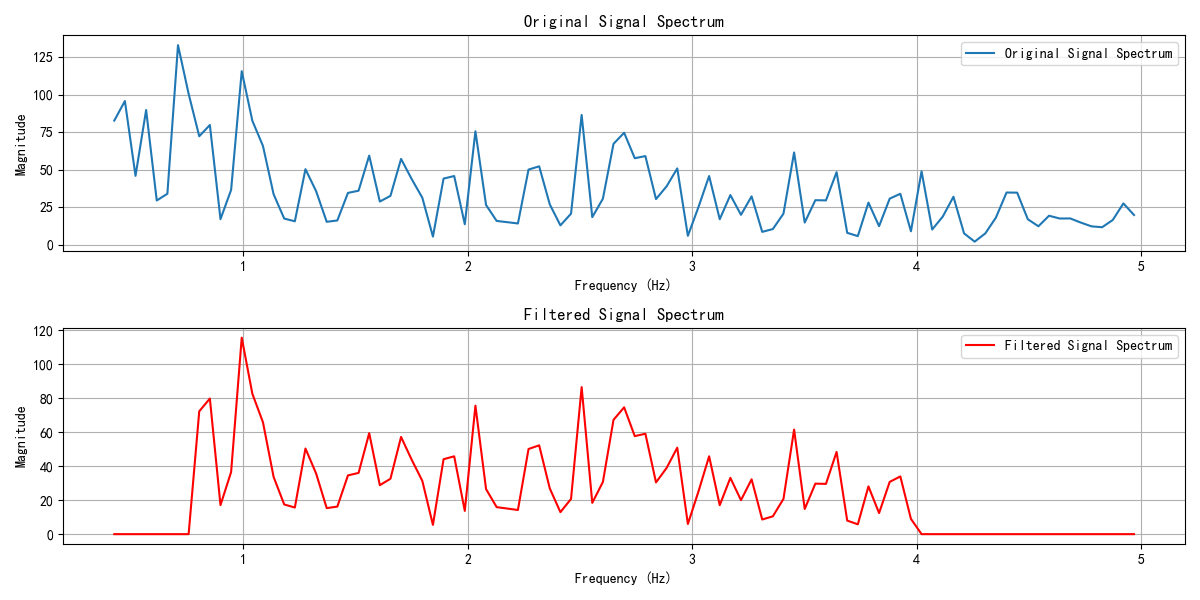 Original Signal Spectrum
Original Signal Spectrum
Magnitude
125
100
75
50
25
0
1 2 3 4 5
Frequency (Hz)
Filtered Signal Spectrum
Filtered Signal Spectrum
Magnitude
120
100
80
60
40
20
0
1 2 3 4 5
Frequency (Hz)